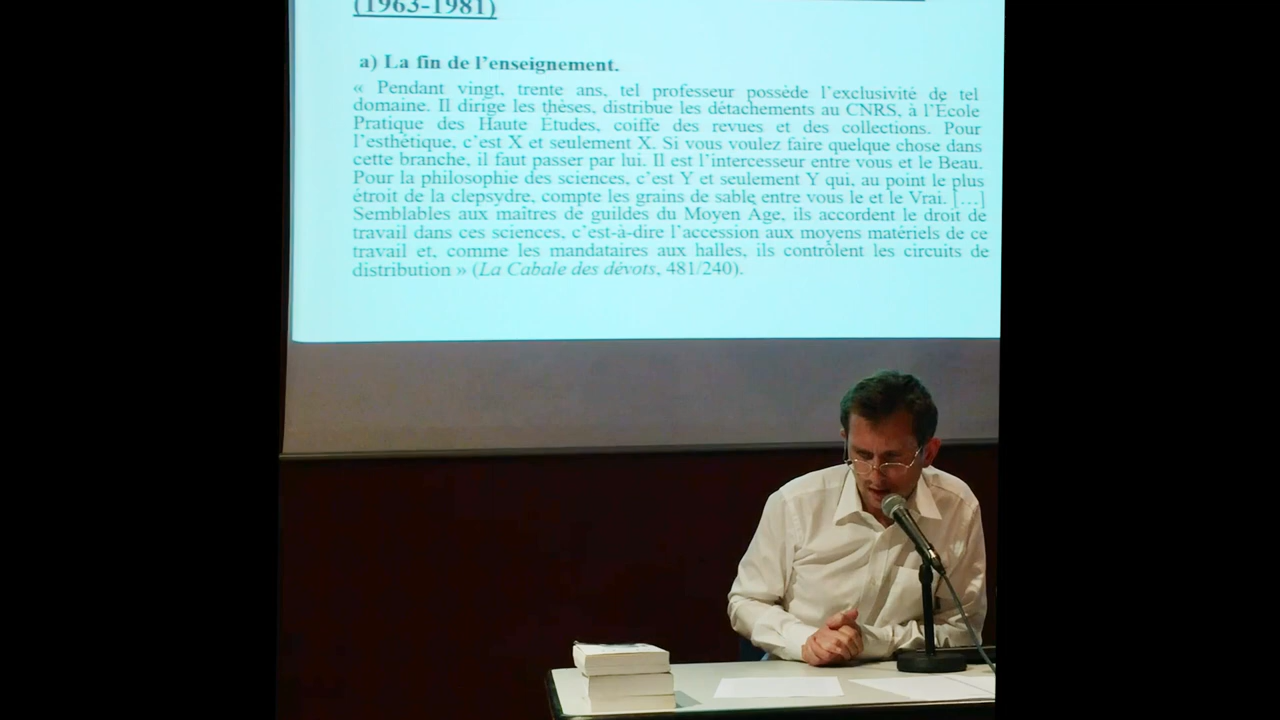 (1963-1981)
a) La fin de l’enseignement.
« Pendant vingt, trente ans, tel professeur possède l’exclusivité de tel
domaine. Il dirige les thèses, distribue les détachements au CNRS, à l’École
Pratique des Haute Études, coiffe des revues et des collections. Pour
l’esthétique, c’est X et seulement X. Si vous voulez faire quelque chose dans
cette branche, il faut passer par lui. Il est l’intercesseur entre vous et le Beau.
Pour la philosophie des sciences, c’est Y et seulement Y qui, au point le plus
étroit de la clepsydre, compte les grains de sable entre vous le et le Vrai. […]
Semblables aux maîtres de guildes du Moyen Age, ils accordent le droit de
travail dans ces sciences, c’est-à-dire l’accession aux moyens matériels de ce
travail et, comme les mandataires aux halles, ils contrôlent les circuits de
distribution » (La Cabale des dévots, 481/240).